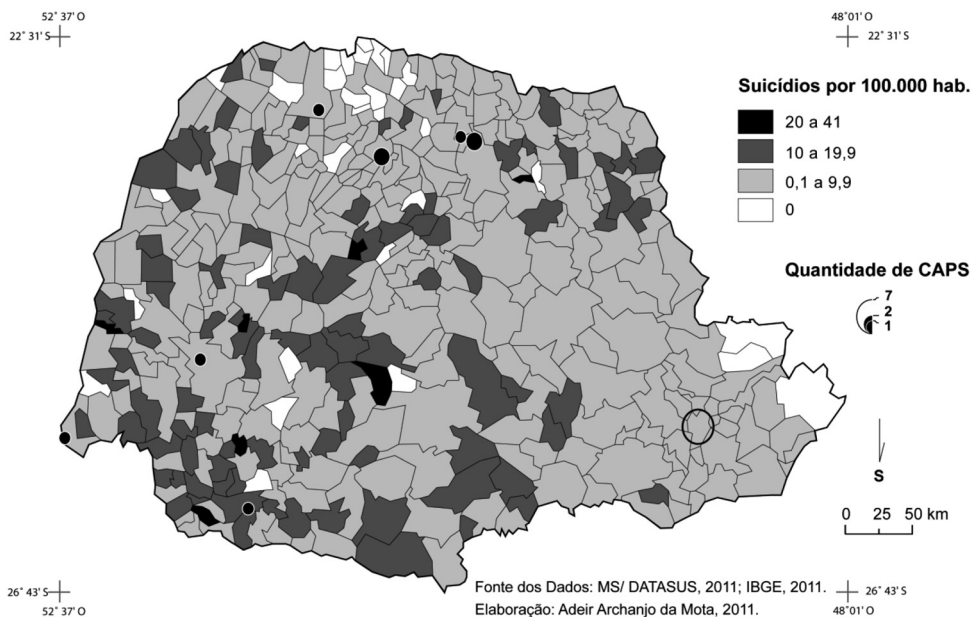 52° 37' O
22° 31' S
48° 01' O
22° 31' S
Suicídios por 100.000 hab.
20 a 41
10 a 19,9
0,1 a 9,9
0
Quantidade de CAPS
7
2
1
S
0 25 50 km
26° 43' S
52° 37' O
Fonte dos Dados: MS/ DATASUS, 2011; IBGE, 2011.
Elaboração: Adeir Archanjo da Mota, 2011.
26° 43' S
48° 01' O